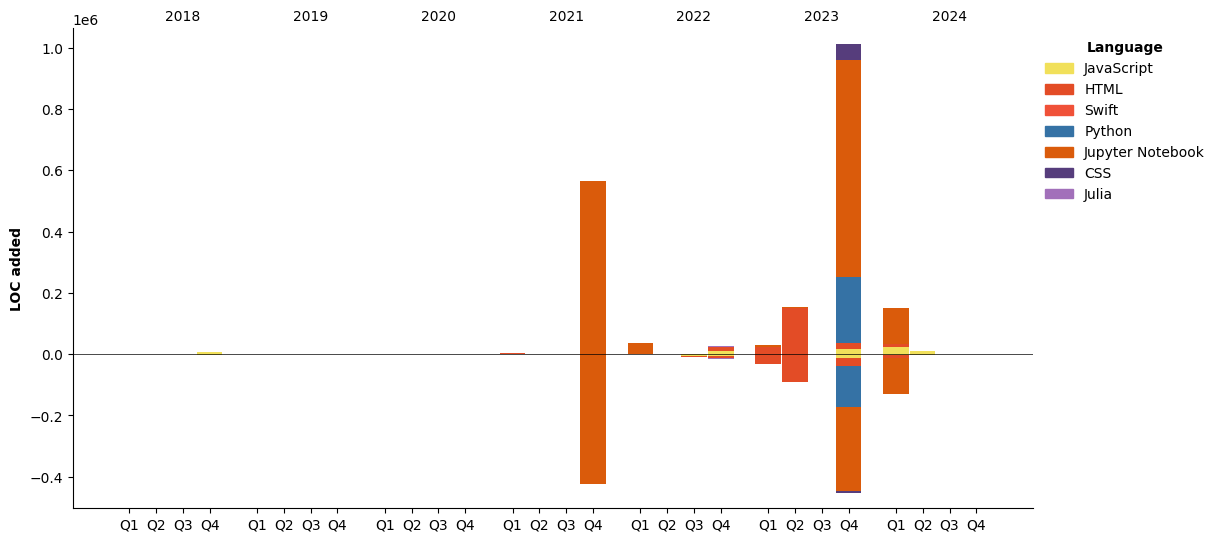 1e6 2018 2019 2020 2021 2022 2023 2024
1.0
0.8
0.6
0.4
0.2
0.0
−0.2
−0.4
LOC added
Q1 Q2 Q3 Q4 Q1 Q2 Q3 Q4 Q1 Q2 Q3 Q4 Q1 Q2 Q3 Q4 Q1 Q2 Q3 Q4 Q1 Q2 Q3 Q4 Q1 Q2 Q3 Q4
Language
JavaScript
HTML
Swift
Python
Jupyter Notebook
CSS
Julia